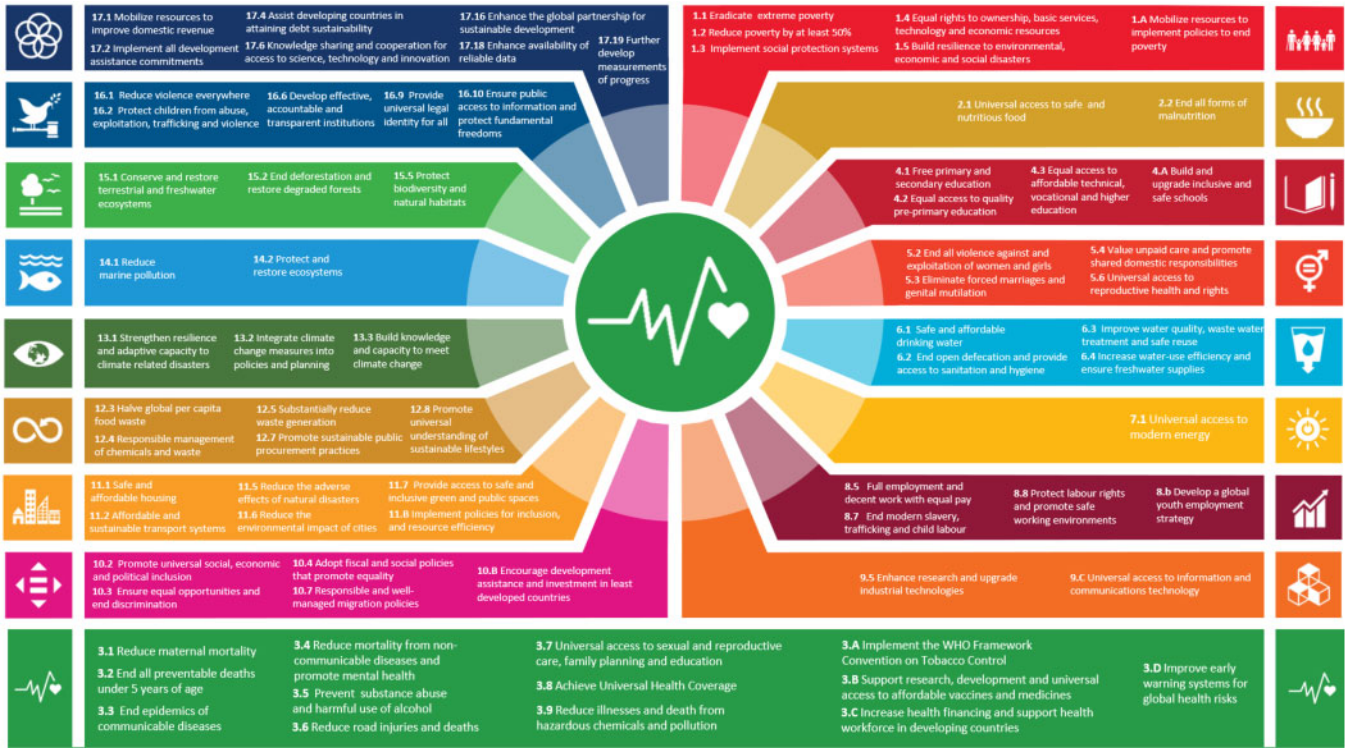 17.1 Mobilize resources to
improve domestic revenue
17.2 Implement all development
assistance commitments
17.4 Assist developing countries in
attaining debt sustainability
17.6 Knowledge sharing and cooperation for
access to science, technology and innovation
17.16 Enhance the global partnership for
sustainable development
17.18 Enhance availability of
reliable data
17.19 Further
develop
measurements
of progress
1.1 Eradicate extreme poverty
1.2 Reduce poverty by at least 50%
1.3 Implement social protection systems
1.4 Equal rights to ownership, basic services,
technology and economic resources
1.5 Build resilience to environmental,
economic and social disasters
1.A Mobilize resources to
implement policies to end
poverty
16.1 Reduce violence everywhere
16.2 Protect children from abuse,
exploitation, trafficking and violence
16.6 Develop effective,
accountable and
transparent institutions
16.9 Provide
universal legal
identity for all
16.10 Ensure public
access to information and
protect fundamental
freedoms
2.1 Universal access to safe and
nutritious food
2.2 End all forms of
malnutrition
15.1 Conserve and restore
terrestrial and freshwater
ecosystems
15.2 End deforestation and
restore degraded forests
15.5 Protect
biodiversity and
natural habitats
4.1 Free primary and
secondary education
4.2 Equal access to quality
pre-primary education
4.3 Equal access to
affordable technical,
vocational and higher
education
4.A Build and
upgrade inclusive and
safe schools
14.1 Reduce
marine pollution
14.2 Protect and
restore ecosystems
5.2 End all violence against and
exploitation of women and girls
5.3 Eliminate forced marriages and
genital mutilation
5.4 Value unpaid care and promote
shared domestic responsibilities
5.6 Universal access to
reproductive health and rights
13.1 Strengthen resilience
and adaptive capacity to
climate related disasters
13.2 Integrate climate
change measures into
policies and planning
13.3 Build knowledge
and capacity to meet
climate change
6.1 Safe and affordable
drinking water
6.2 End open defecation and provide
access to sanitation and hygiene
6.3 Improve water quality, waste water
treatment and safe reuse
6.4 Increase water-use efficiency and
ensure freshwater supplies
12.3 Halve global per capita
food waste
12.4 Responsible management
of chemicals and waste
12.5 Substantially reduce
waste generation
12.7 Promote sustainable public
procurement practices
12.8 Promote
universal
understanding of
sustainable lifestyles
7.1 Universal access to
modern energy
11.1 Safe and
affordable housing
11.2 Affordable and
sustainable transport systems
11.5 Reduce the adverse
effects of natural disasters
11.6 Reduce the
environmental impact of cities
11.7 Provide access to safe and
inclusive green and public spaces
11.B Implement policies for inclusion,
and resource efficiency
8.5 Full employment and
decent work with equal pay
8.7 End modern slavery,
trafficking and child labour
8.8 Protect labour rights
and promote safe
working environments
8.b Develop a global
youth employment
strategy
10.2 Promote universal social, economic
and political inclusion
10.3 Ensure equal opportunities and
end discrimination
10.4 Adopt fiscal and social policies
that promote equality
10.7 Responsible and well-
managed migration policies
10.B Encourage development
assistance and investment in least
developed countries
9.5 Enhance research and upgrade
industrial technologies
9.C Universal access to information and
communications technology
3.1 Reduce maternal mortality
3.2 End all preventable deaths
under 5 years of age
3.3 End epidemics of
communicable diseases
3.4 Reduce mortality from non-
communicable diseases and
promote mental health
3.5 Prevent substance abuse
and harmful use of alcohol
3.6 Reduce road injuries and deaths
3.7 Universal access to sexual and reproductive
care, family planning and education
3.8 Achieve Universal Health Coverage
3.9 Reduce illnesses and death from
hazardous chemicals and pollution
3.A Implement the WHO Framework
Convention on Tobacco Control
3.B Support research, development and universal
access to affordable vaccines and medicines
3.C Increase health financing and support health
workforce in developing countries
3.D Improve early
warning systems for
global health risks